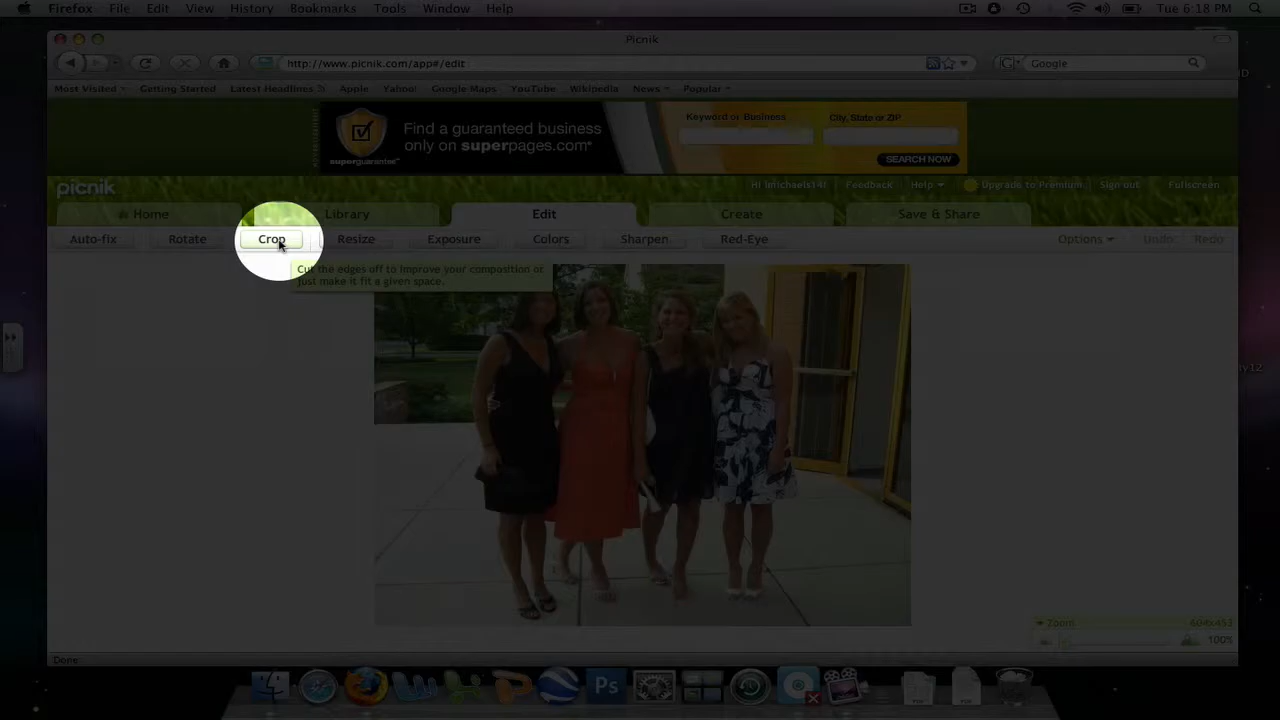 Firefox File Edit View History Bookmarks Tools Window Help Tue 6:18 PM
Picnik
http://www.picnik.com/app#/edit Google
Most Visited Getting Started Latest Headlines Apple Yahoo! Google Maps YouTube Wikipedia News Popular
Keyword or Business City, State or ZIP
Find a guaranteed business
only on superpages.com
superguarantee
SEARCH NOW
picnik Hi lmichaels14! Feedback Help Upgrade to Premium Sign out Fullscreen
Home Library Edit Create Save & Share
Auto-fix Rotate Crop Resize Exposure Colors Sharpen Red-Eye Options Undo Redo
Cut the edges off to improve your composition or
just make it fit a given space.
Zoom 604x453
100%
Done
Ps